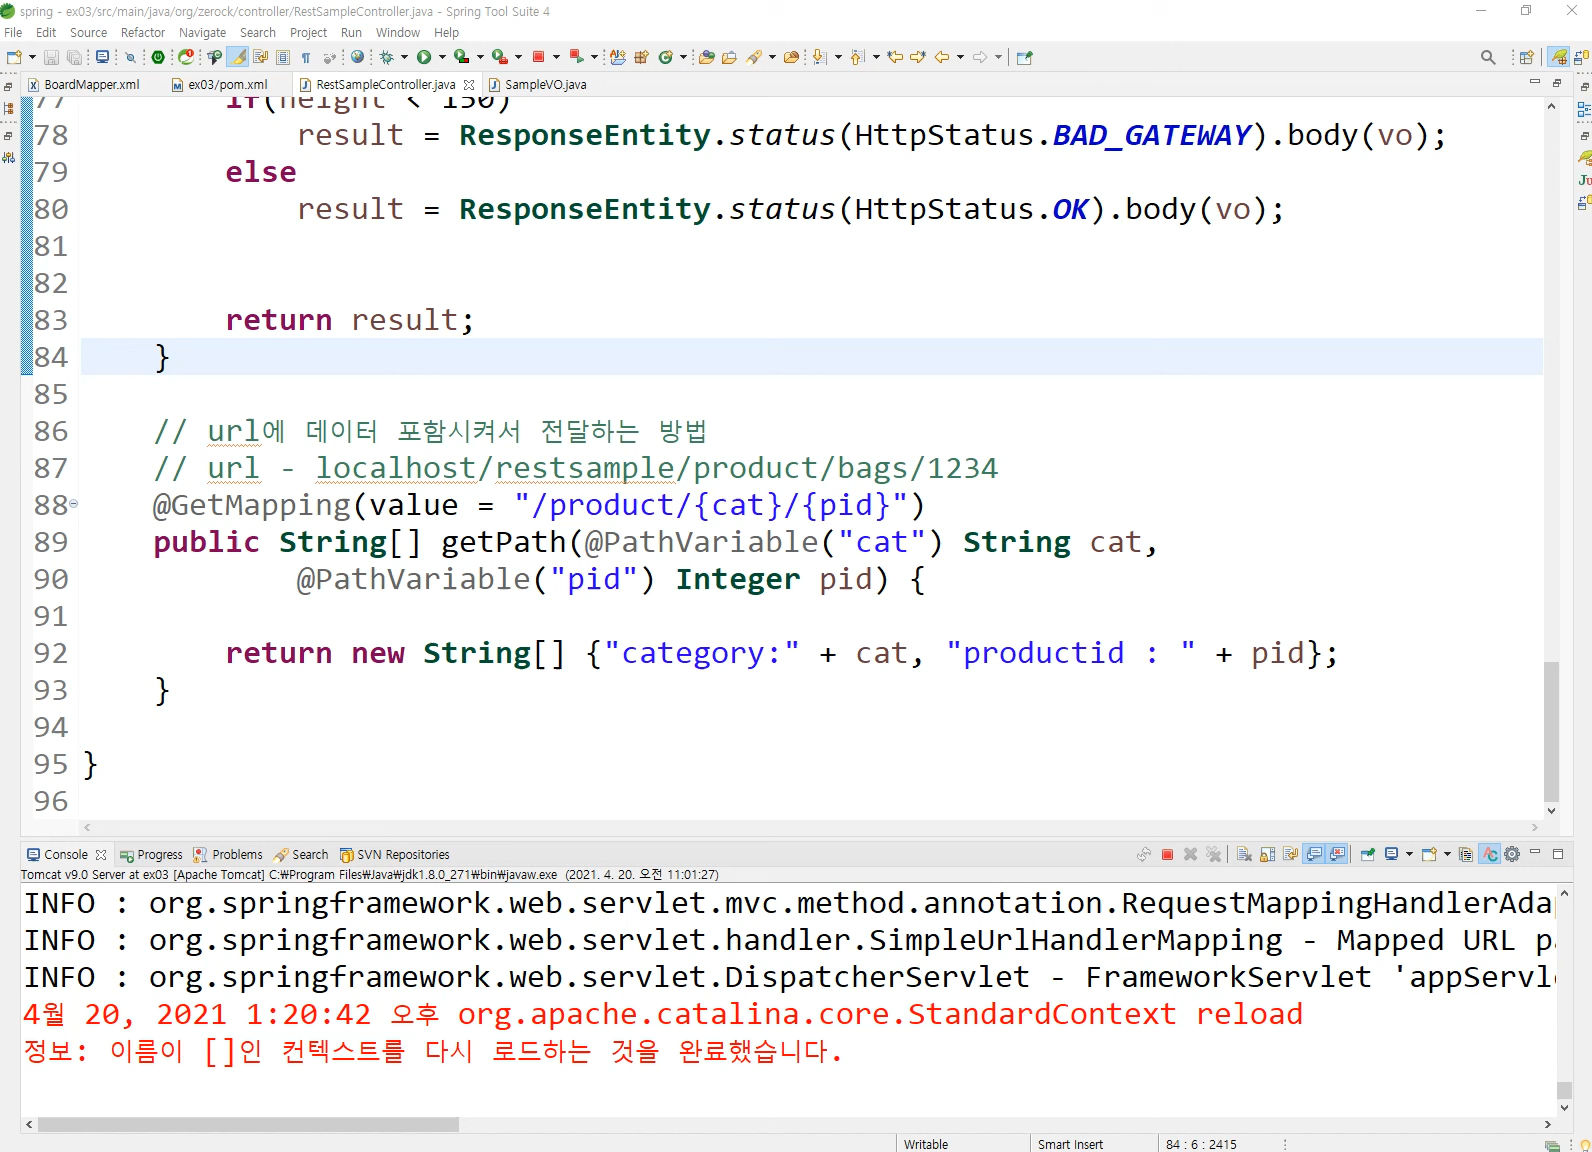 spring - ex03/src/main/java/org/zerock/controller/RestSampleController.java - Spring Tool Suite 4
File Edit Source Refactor Navigate Search Project Run Window Help
BoardMapper.xml ex03/pom.xml RestSampleController.java SampleVO.java
77 if(height < 150)
78 result = ResponseEntity.status(HttpStatus.BAD_GATEWAY).body(vo);
79 else
80 result = ResponseEntity.status(HttpStatus.OK).body(vo);
81
82
83 return result;
84 }
85
86 // url에 데이터 포함시켜서 전달하는 방법
87 // url - localhost/restsample/product/bags/1234
88 @GetMapping(value = "/product/{cat}/{pid}")
89 public String[] getPath(@PathVariable("cat") String cat,
90 @PathVariable("pid") Integer pid) {
91
92 return new String[] {"category:" + cat, "productid : " + pid};
93 }
94
95 }
96
Console Progress Problems Search SVN Repositories
Tomcat v9.0 Server at ex03 [Apache Tomcat] C:₩Program Files₩Java₩jdk1.8.0_271₩bin₩javaw.exe (2021. 4. 20. 오전 11:01:27)
INFO : org.springframework.web.servlet.mvc.method.annotation.RequestMappingHandlerAda
INFO : org.springframework.web.servlet.handler.SimpleUrlHandlerMapping - Mapped URL p
INFO : org.springframework.web.servlet.DispatcherServlet - FrameworkServlet 'appServl
4월 20, 2021 1:20:42 오후 org.apache.catalina.core.StandardContext reload
정보: 이름이 []인 컨텍스트를 다시 로드하는 것을 완료했습니다.
Writable Smart Insert 84 : 6 : 2415